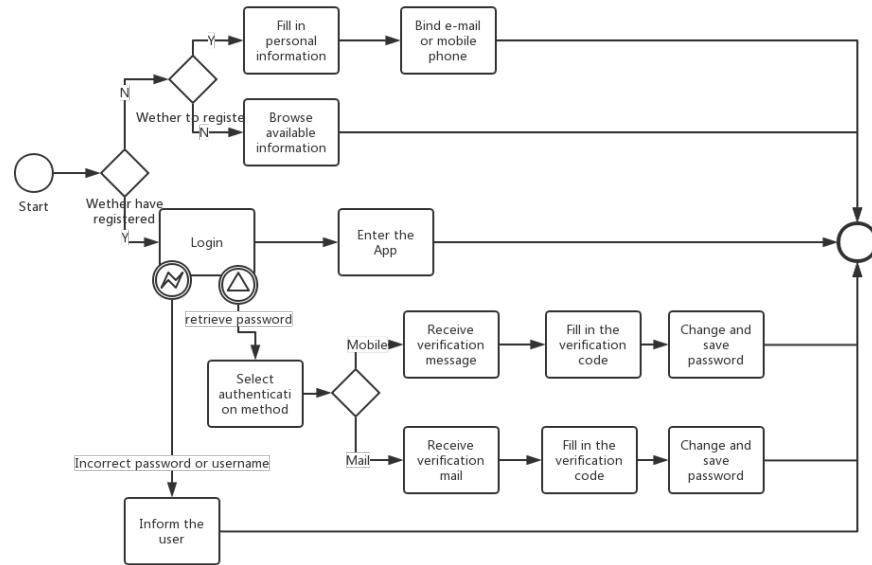 Fill in
personal
information
Bind e-mail
or mobile
phone
Y
N
Wether to registe
N
Browse
available
information
Start
Wether have
registered
Y
Login
Enter the
App
retrieve password
Select
authenticati
on method
Mobile
Receive
verification
message
Fill in the
verification
code
Change and
save
password
Mail
Receive
verification
mail
Fill in the
verification
code
Change and
save
password
Incorrect password or username
Inform the
user